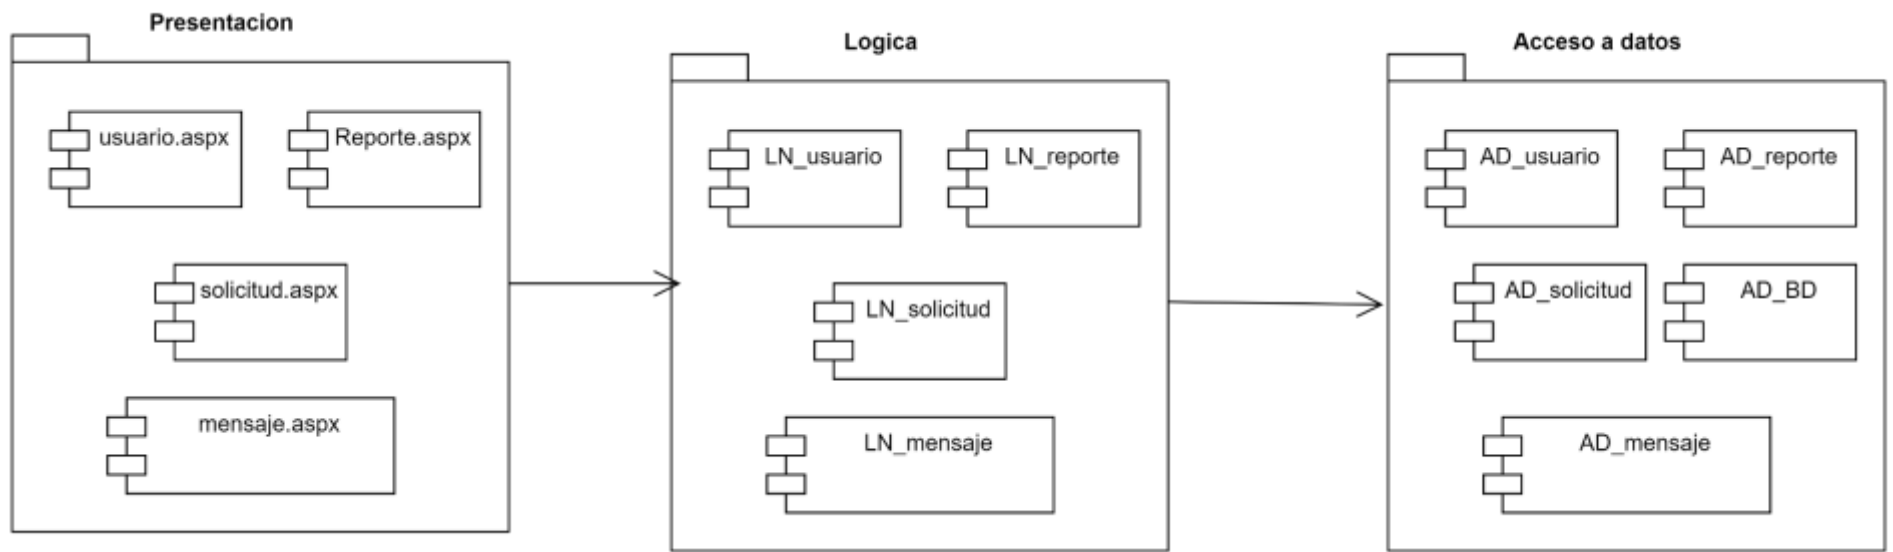 Presentacion
usuario.aspx
Reporte.aspx
solicitud.aspx
mensaje.aspx
Logica
LN_usuario
LN_reporte
LN_solicitud
LN_mensaje
Acceso a datos
AD_usuario
AD_reporte
AD_solicitud
AD_BD
AD_mensaje